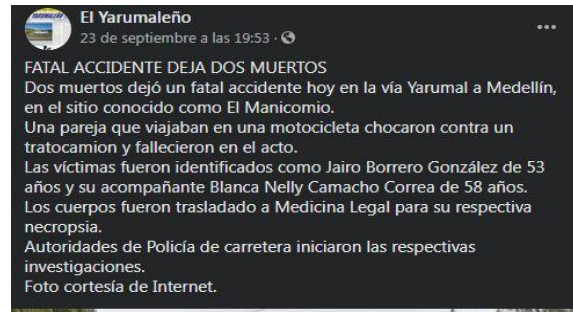 El Yarumaleño
23 de septiembre a las 19:53 ·
FATAL ACCIDENTE DEJA DOS MUERTOS
Dos muertos dejó un fatal accidente hoy en la vía Yarumal a Medellín,
en el sitio conocido como El Manicomio.
Una pareja que viajaban en una motocicleta chocaron contra un
tratocamion y fallecieron en el acto.
Las víctimas fueron identificados como Jairo Borrero González de 53
años y su acompañante Blanca Nelly Camacho Correa de 58 años.
Los cuerpos fueron trasladado a Medicina Legal para su respectiva
necropsia.
Autoridades de Policía de carretera iniciaron las respectivas
investigaciones.
Foto cortesía de Internet.